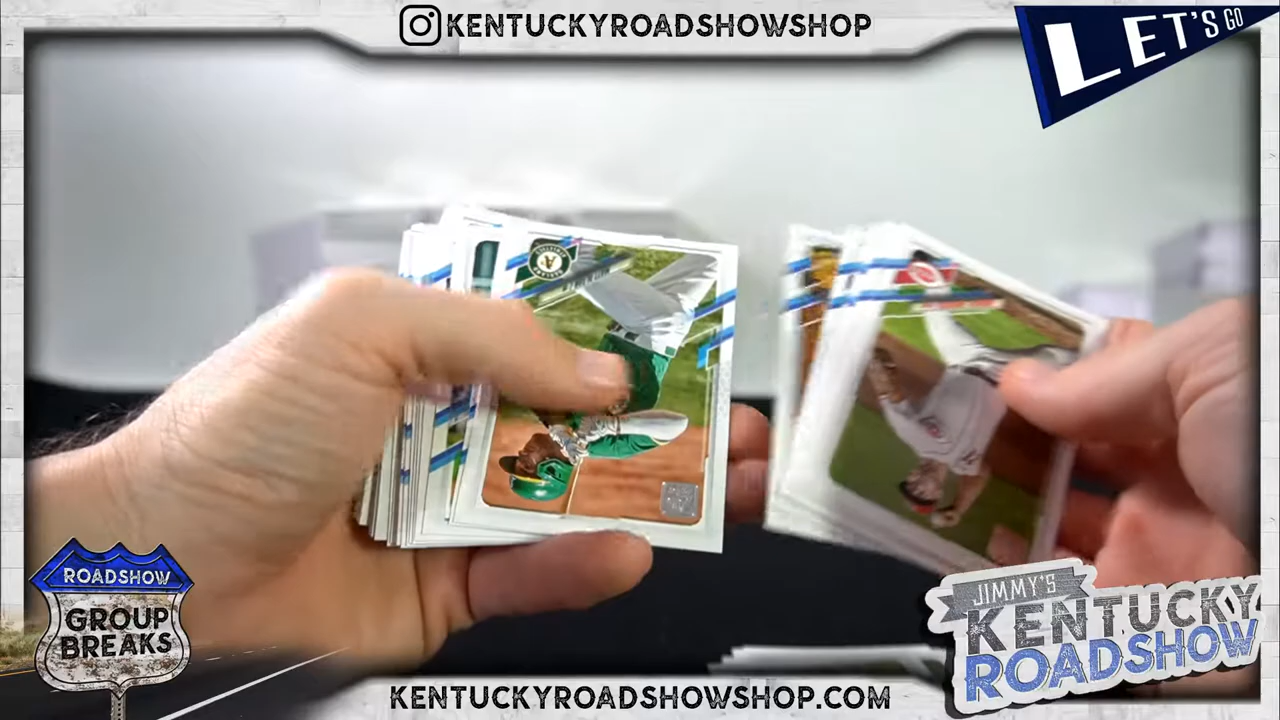 KENTUCKYROADSHOWSHOP
LET'S GO
A
ROADSHOW
GROUP
BREAKS
JIMMY'S
KENTUCKY
ROADSHOW
KENTUCKYROADSHOWSHOP.COM